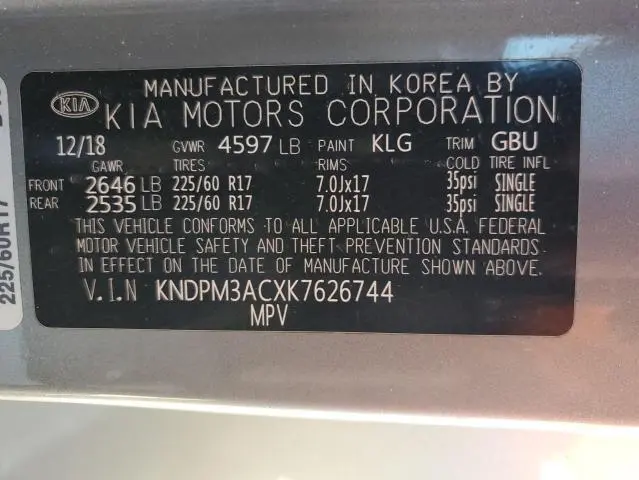 MANUFACTURED IN KOREA BY
KIA KIA MOTORS CORPORATION
12/18 GVWR 4597 LB PAINT KLG TRIM GBU
GAWR TIRES RIMS COLD TIRE INFL
FRONT 2646 LB 225/60 R17 7.0Jx17 35psi SINGLE
REAR 2535 LB 225/60 R17 7.0Jx17 35psi SINGLE
THIS VEHICLE CONFORMS TO ALL APPLICABLE U.S.A. FEDERAL
MOTOR VEHICLE SAFETY AND THEFT PREVENTION STANDARDS
IN EFFECT ON THE DATE OF MANUFACTURE SHOWN ABOVE.
V.I.N KNDPM3ACXK7626744
MPV
225/60R17